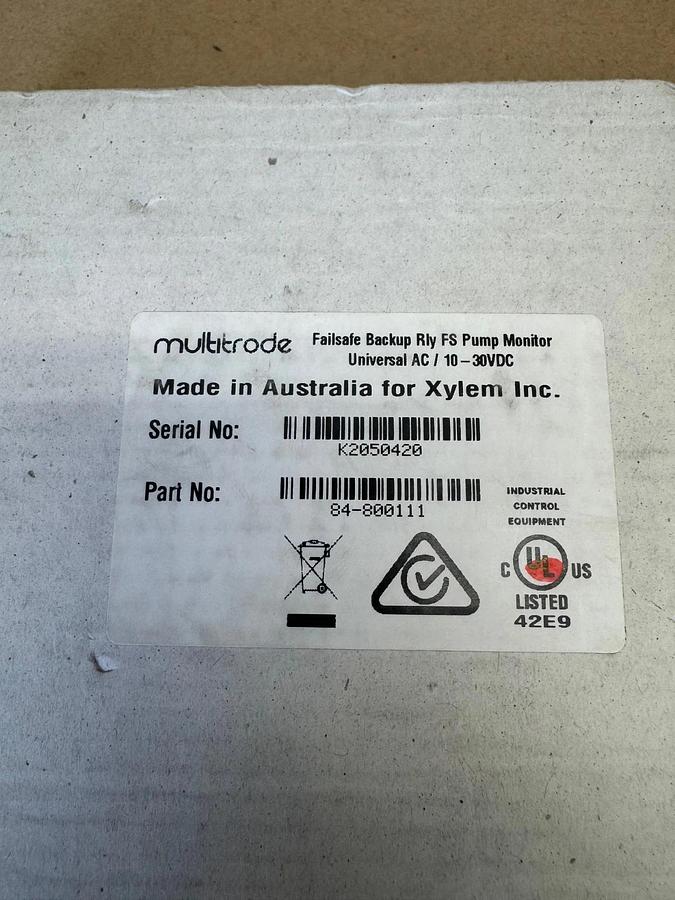 multitrode
Failsafe Backup Rly FS Pump Monitor
Universal AC / 10-30VDC
Made in Australia for Xylem Inc.
Serial No:
K2050420
Part No:
84-800111
INDUSTRIAL
CONTROL
EQUIPMENT
C UL US
LISTED
42E9